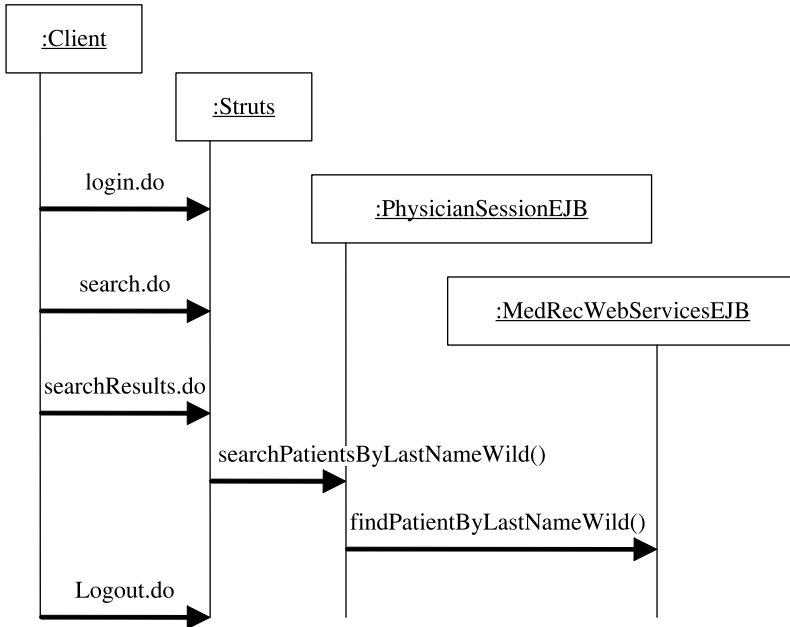 :Client
:Struts
login.do
:PhysicianSessionEJB
search.do
:MedRecWebServicesEJB
searchResults.do
searchPatientsByLastNameWild()
findPatientByLastNameWild()
Logout.do